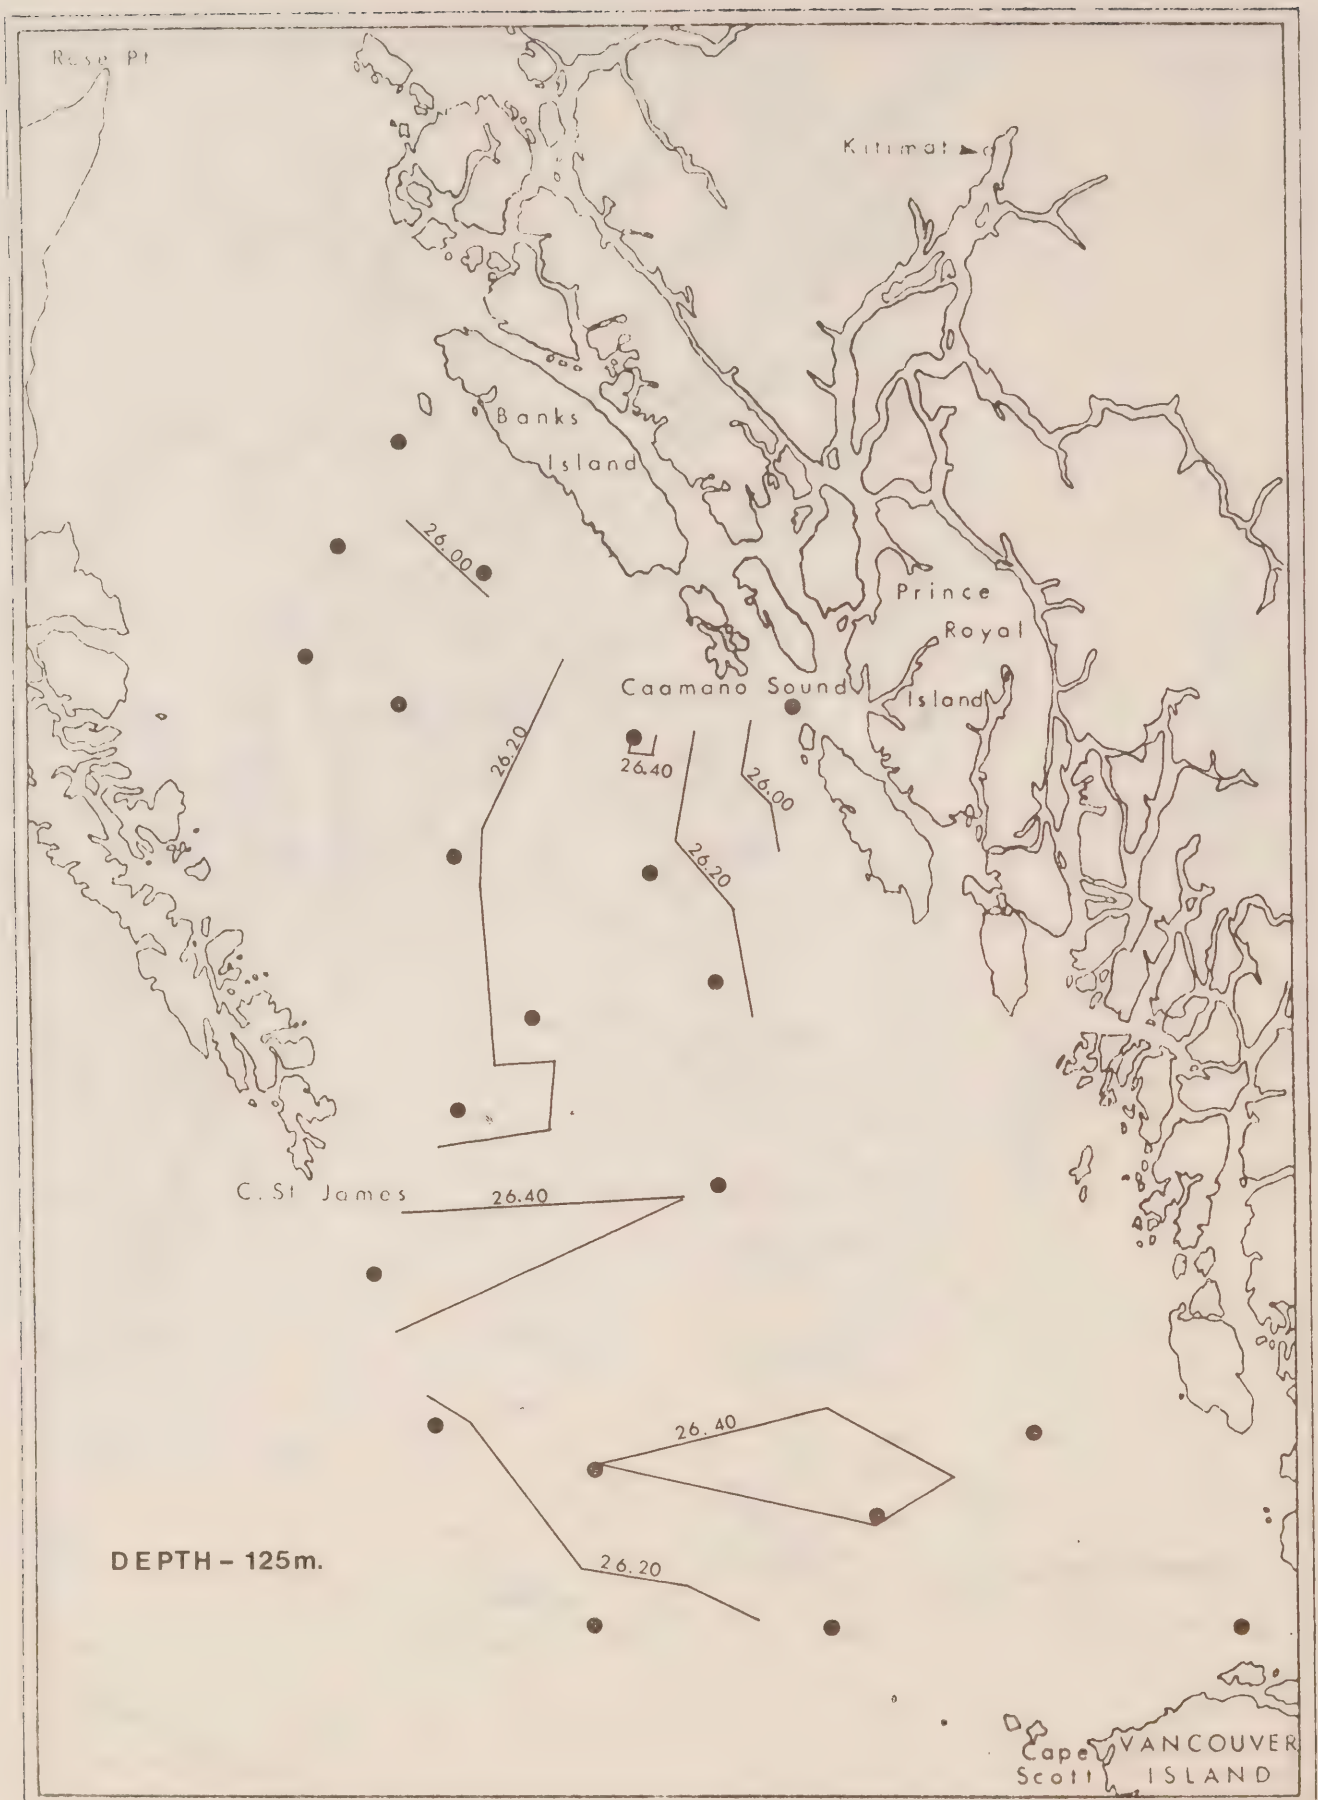 Rose Pt
Kitimat
Banks
Island
26.00
Prince
Royal
Island
Caamano Sound
26.20
26.40
26.00
26.20
C. St James
26.40
26.40
DEPTH – 125m.
26.20
Cape
Scott
VANCOUVER
ISLAND